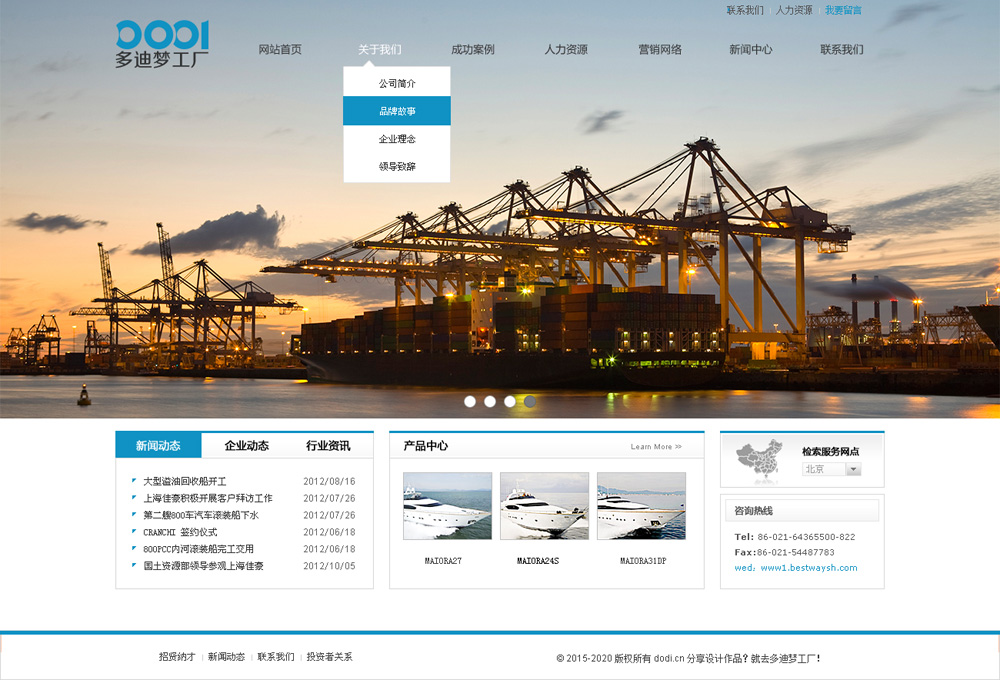 联系我们 | 人力资源 | 我要留言
DODI
多迪梦工厂
网站首页 关于我们 成功案例 人力资源 营销网络 新闻中心 联系我们
公司简介
品牌故事
企业理念
领导致辞
新闻动态 企业动态 行业资讯
大型溢油回收船开工 2012/08/16
上海佳豪积极开展客户拜访工作 2012/07/26
第二艘800车汽车滚装船下水 2012/07/26
CRANCHI 签约仪式 2012/06/18
800PCC内河滚装船完工交用 2012/06/18
国土资源部领导参观上海佳豪 2012/10/05
产品中心 Learn More >>
MAIORA27 MAIORA24S MAIORA31DP
检索服务网点
北京
咨询热线
Tel: 86-021-64365500-822
Fax:86-021-54487783
wed: www1.bestwaysh.com
招贤纳才 | 新闻动态 | 联系我们 | 投资者关系
© 2015-2020 版权所有 dodi.cn 分享设计作品? 就去多迪梦工厂!